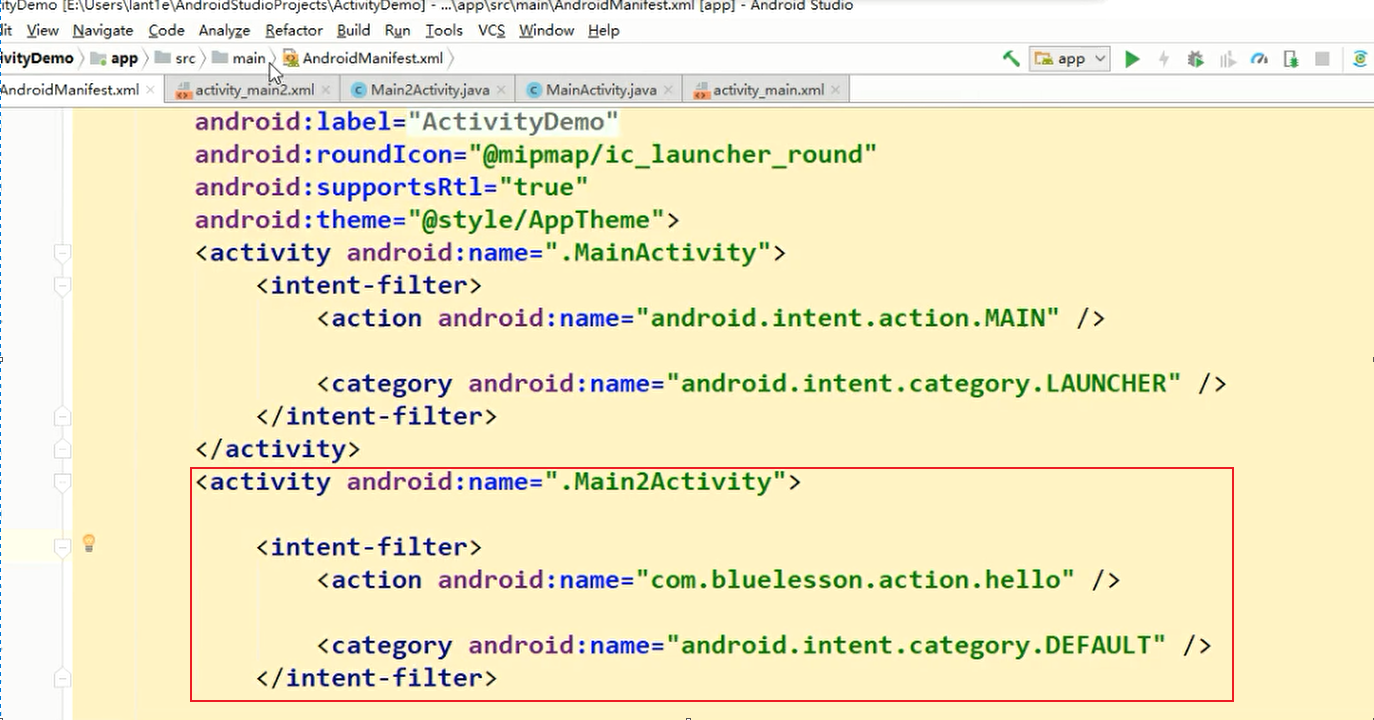 ityDemo [E:\Users\lant1e\AndroidStudioProjects\ActivityDemo] - ...\app\src\main\AndroidManifest.xml [app] - Android Studio
it View Navigate Code Analyze Refactor Build Run Tools VCS Window Help
ivityDemo app src main AndroidManifest.xml app
AndroidManifest.xml activity_main2.xml Main2Activity.java MainActivity.java activity_main.xml
android:label="ActivityDemo"
android:roundIcon="@mipmap/ic_launcher_round"
android:supportsRtl="true"
android:theme="@style/AppTheme">
<activity android:name=".MainActivity">
<intent-filter>
<action android:name="android.intent.action.MAIN" />
<category android:name="android.intent.category.LAUNCHER" />
</intent-filter>
</activity>
<activity android:name=".Main2Activity">
<intent-filter>
<action android:name="com.bluelesson.action.hello" />
<category android:name="android.intent.category.DEFAULT" />
</intent-filter>